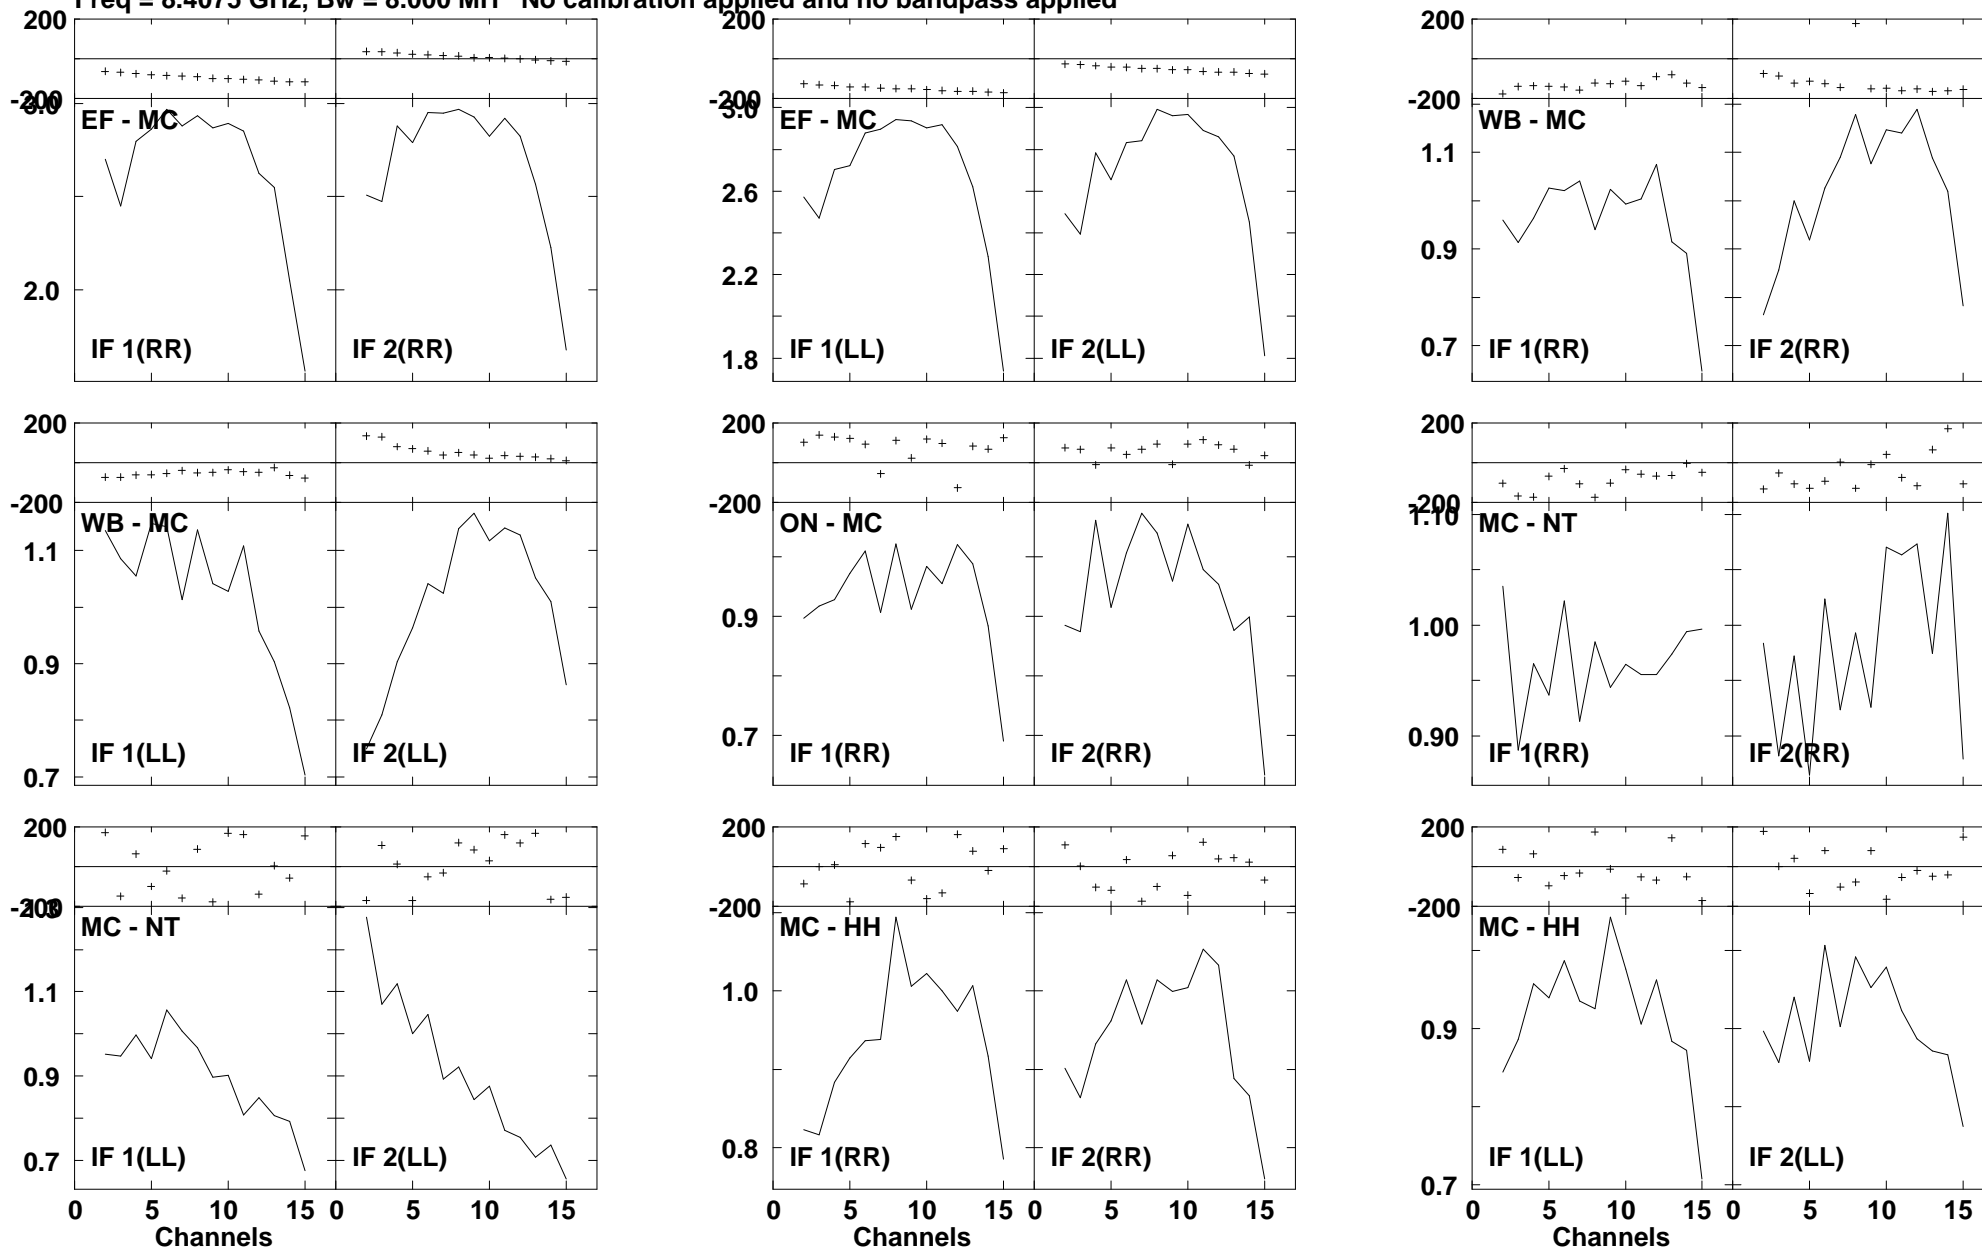 Freq = 8.4075 GHz, Bw = 8.000 MH No calibration applied and no bandpass applied
200 200 200
-200 -200 -200
3.0 EF - MC 3.0 EF - MC WB - MC
2.6 1.1
2.2 0.9
2.0 1.8 0.7
IF 1(RR) IF 2(RR) IF 1(LL) IF 2(LL) IF 1(RR) IF 2(RR)
200 200 200
-200 -200 -200
WB - MC ON - MC 1.10 MC - NT
1.1 0.9 1.00
0.9 0.7 0.90
0.7
IF 1(LL) IF 2(LL) IF 1(RR) IF 2(RR) IF 1(RR) IF 2(RR)
200 200 200
-200 -200 -200
1.3 MC - NT MC - HH MC - HH
1.1 1.0 0.9
0.9 0.8 0.7
0.7
IF 1(LL) IF 2(LL) IF 1(RR) IF 2(RR) IF 1(LL) IF 2(LL)
0 5 10 15 0 5 10 15 0 5 10 15 0 5 10 15 0 5 10 15 0 5 10 15
Channels Channels Channels